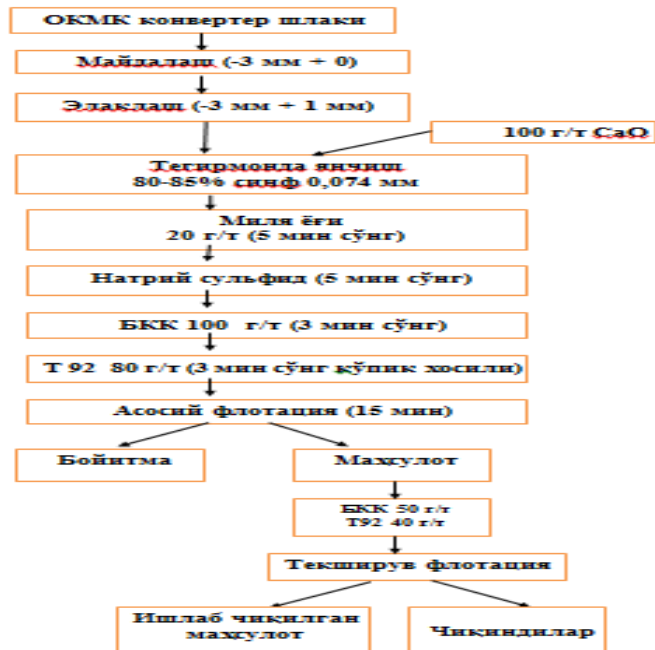 ОКМК конвертер шлаки
Майдалаш (-3 мм + 0)
Элаклаш (-3 мм + 1 мм)
100 г/т CaO
Тегирмонда янчиш
80-85% синф 0,074 мм
Миля ёғи
20 г/т (5 мин сўнг)
Натрий сульфид (5 мин сўнг)
БКК 100 г/т (3 мин сўнг)
Т 92 80 г/т (3 мин сўнг кўпик хосили)
Асосий флотация (15 мин)
Бойитма
Маҳсулот
БКК 50 г/т
Т92 40 г/т
Текширув флотация
Ишлаб чиқилган
маҳсулот
Чиқиндилар